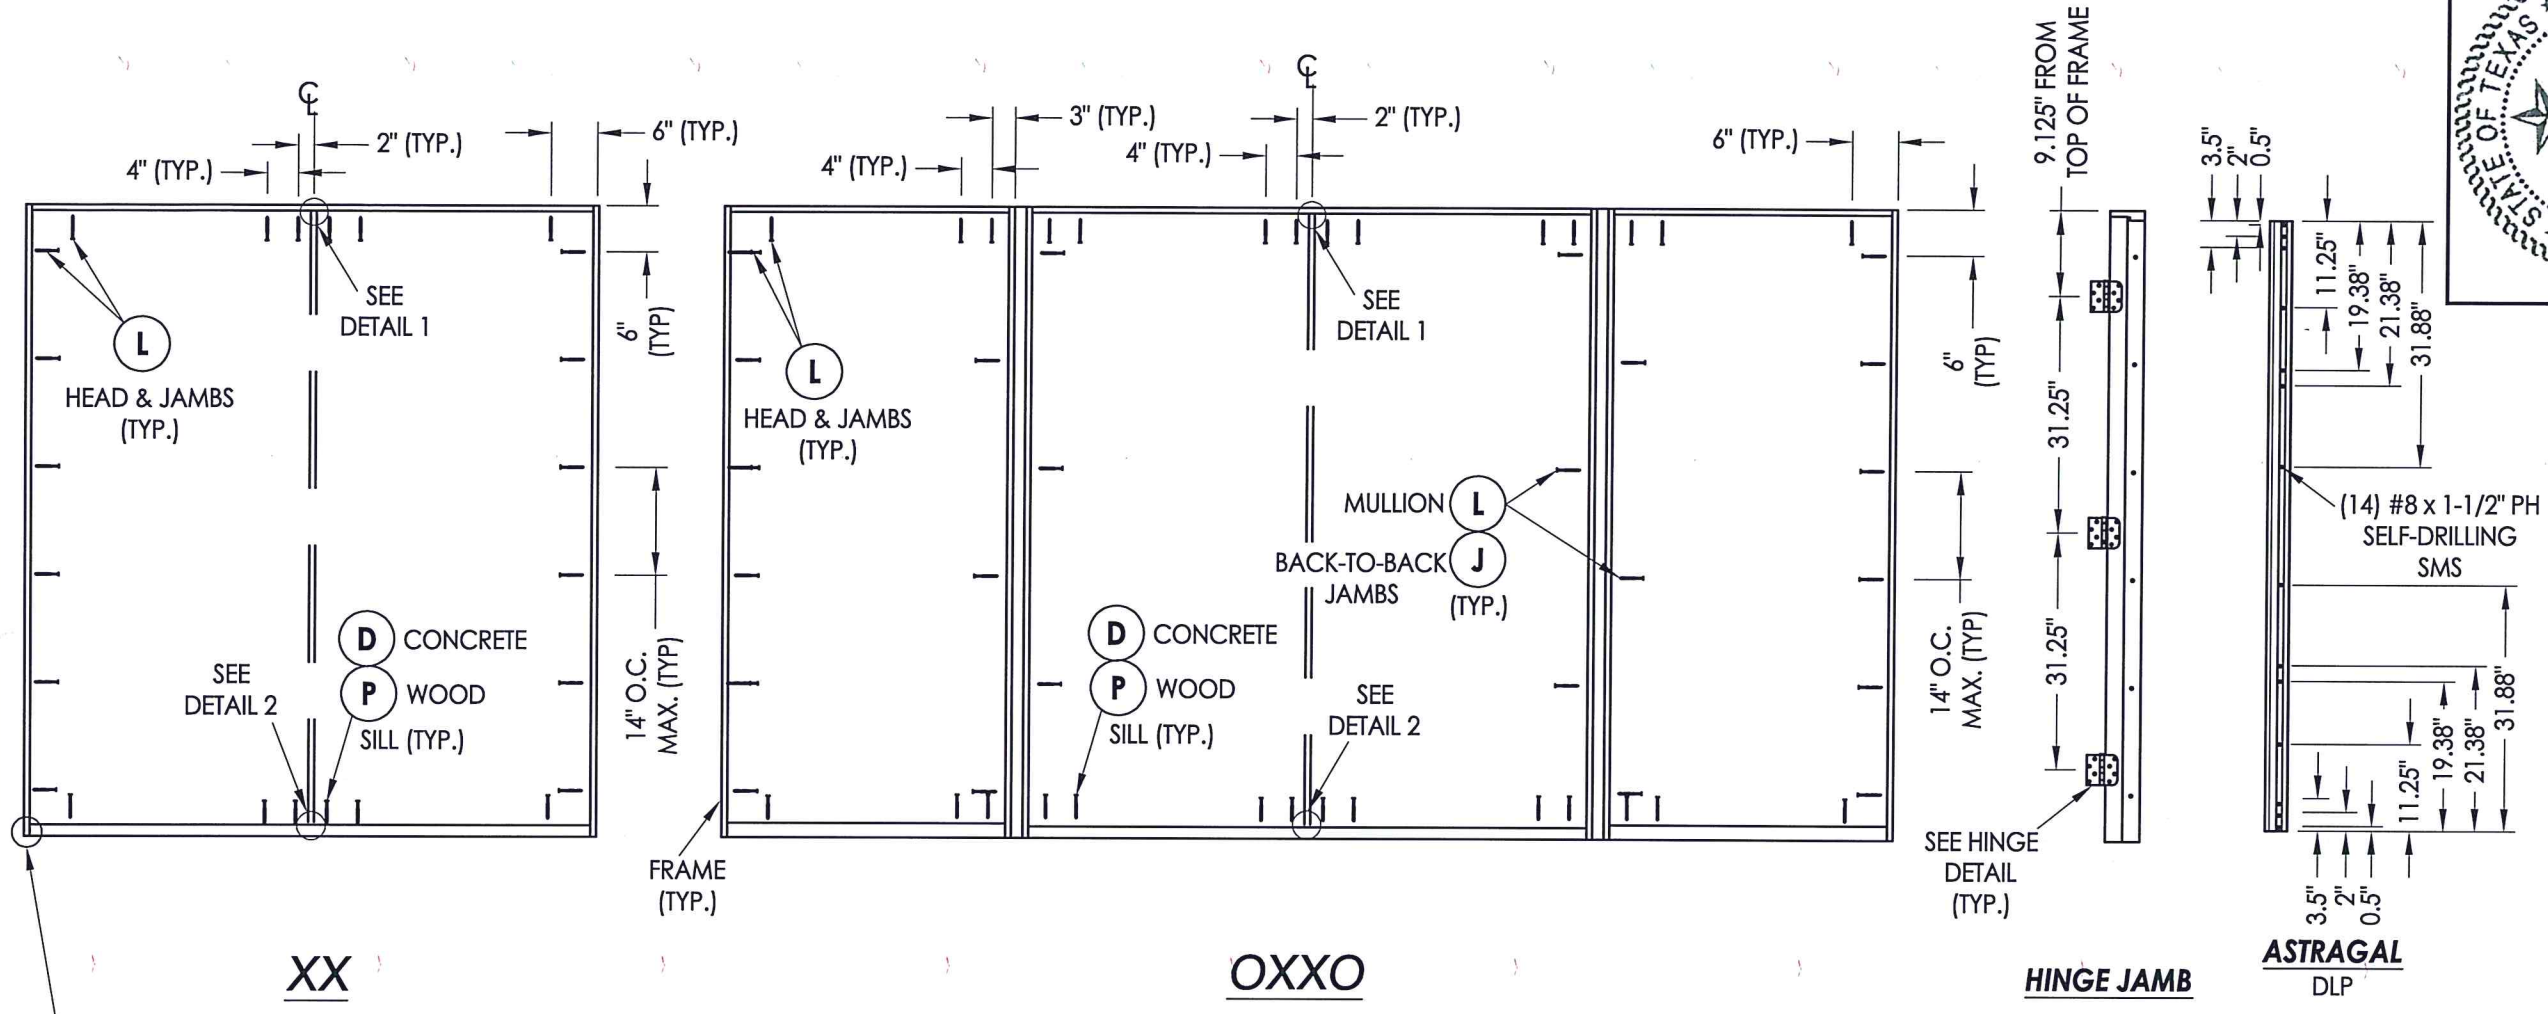 ℄
2" (TYP.)
4" (TYP.)
6" (TYP.)
6"
(TYP)
SEE
DETAIL 1
L
HEAD & JAMBS
(TYP.)
14" O.C.
MAX. (TYP)
D CONCRETE
P WOOD
SILL (TYP.)
SEE
DETAIL 2
XX
℄
3" (TYP.)
4" (TYP.)
2" (TYP.)
4" (TYP.)
6" (TYP.)
6"
(TYP)
SEE
DETAIL 1
L
HEAD & JAMBS
(TYP.)
MULLION L
BACK-TO-BACK J
JAMBS (TYP.)
D CONCRETE
P WOOD
SILL (TYP.)
SEE
DETAIL 2
14" O.C.
MAX. (TYP)
FRAME
(TYP.)
OXXO
9.125" FROM
TOP OF FRAME
31.25"
31.25"
SEE HINGE
DETAIL
(TYP.)
HINGE JAMB
3.5"
2"
0.5"
11.25"
19.38"
21.38"
31.88"
(14) #8 x 1-1/2" PH
SELF-DRILLING
SMS
31.88"
21.38"
19.38"
11.25"
3.5"
2"
0.5"
ASTRAGAL
DLP
STATE OF TEXAS